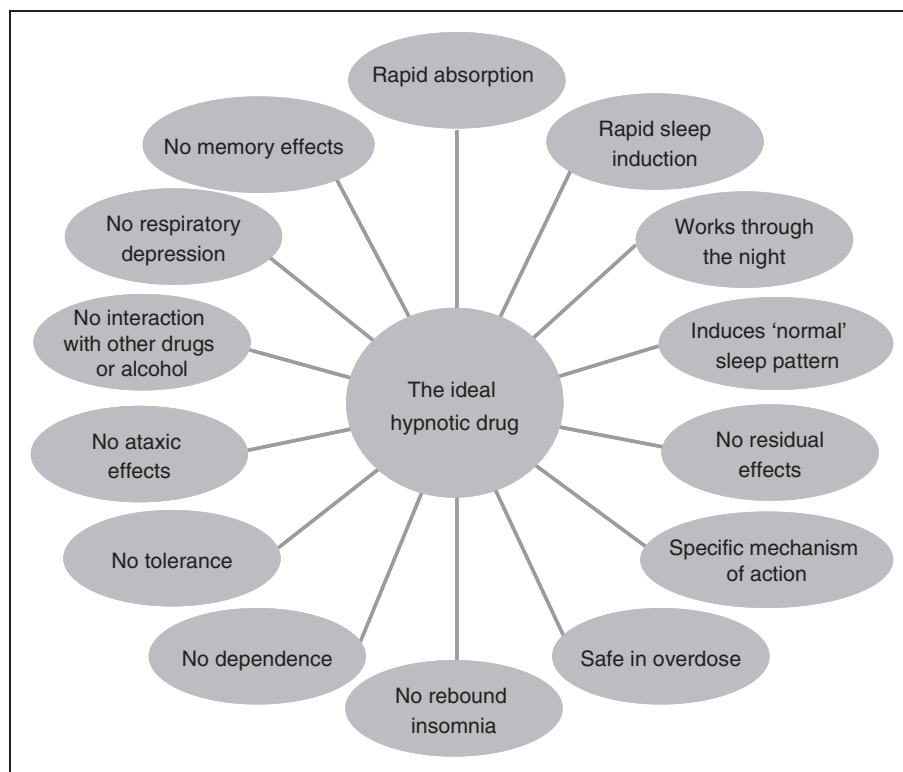 Rapid absorption
Rapid sleep
induction
Works through
the night
Induces ‘normal’
sleep pattern
No residual
effects
Specific mechanism
of action
Safe in overdose
No rebound
insomnia
No dependence
No tolerance
No ataxic
effects
No interaction
with other drugs
or alcohol
No respiratory
depression
No memory effects
The ideal
hypnotic drug